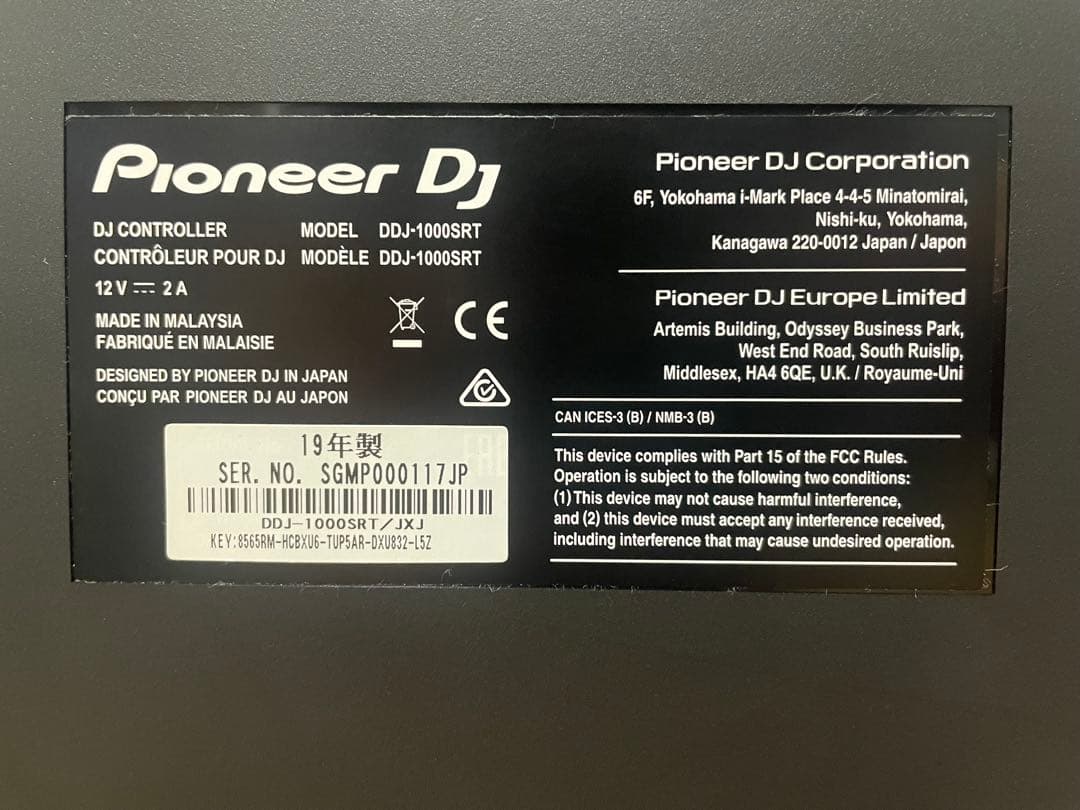 Pioneer DJ
DJ CONTROLLER MODEL DDJ-1000SRT
CONTRÔLEUR POUR DJ MODÈLE DDJ-1000SRT
12 V ⎓ 2 A
MADE IN MALAYSIA
FABRIQUÉ EN MALAISIE
CE
DESIGNED BY PIONEER DJ IN JAPAN
CONÇU PAR PIONEER DJ AU JAPON
19年製
SER. NO. SGMP000117JP
DDJ-1000SRT/JXJ
KEY:8565RM-HCBXU6-TUP5AR-DXU832-L5Z
Pioneer DJ Corporation
6F, Yokohama i-Mark Place 4-4-5 Minatomirai,
Nishi-ku, Yokohama,
Kanagawa 220-0012 Japan / Japon
Pioneer DJ Europe Limited
Artemis Building, Odyssey Business Park,
West End Road, South Ruislip,
Middlesex, HA4 6QE, U.K. / Royaume-Uni
CAN ICES-3 (B) / NMB-3 (B)
This device complies with Part 15 of the FCC Rules.
Operation is subject to the following two conditions:
(1) This device may not cause harmful interference,
and (2) this device must accept any interference received,
including interference that may cause undesired operation.